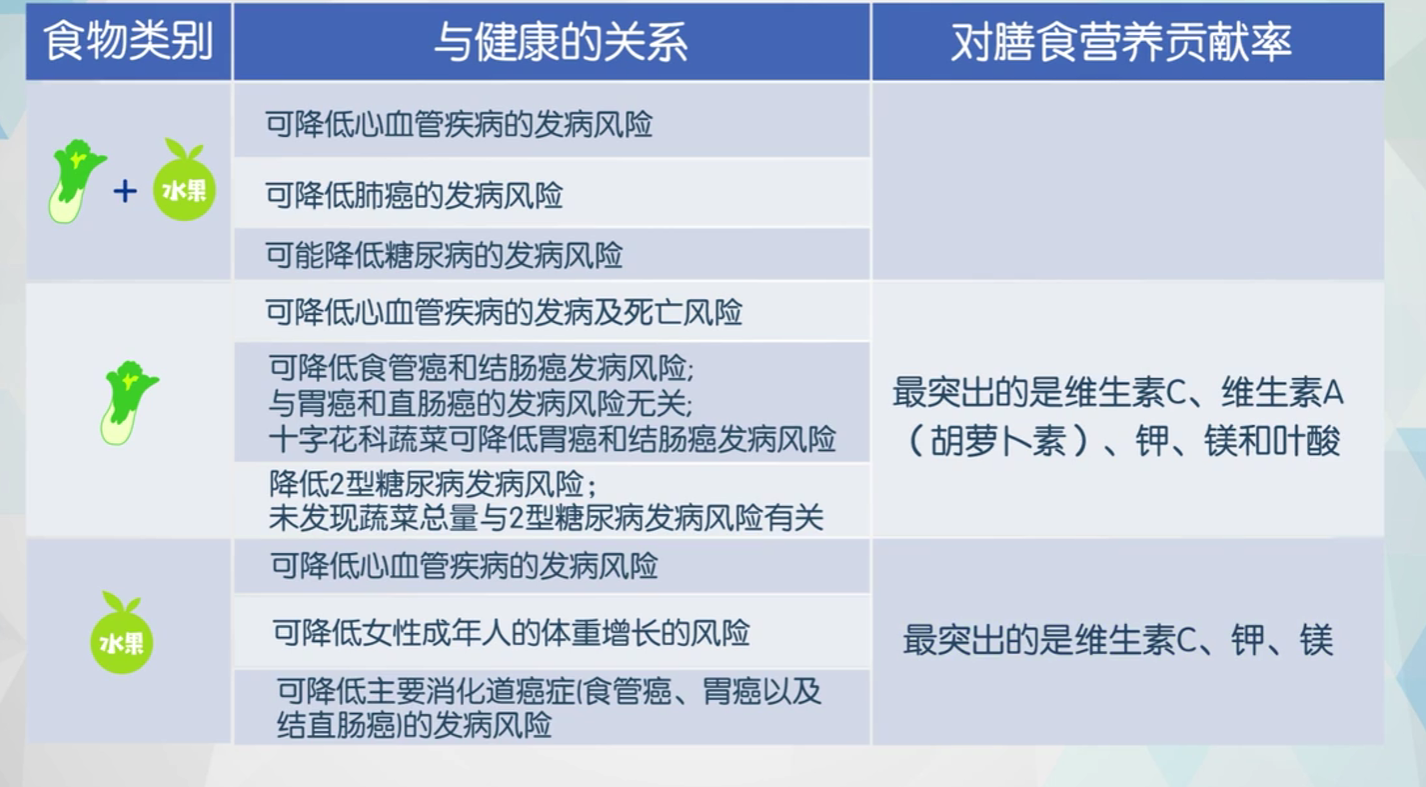 食物类别
与健康的关系
对膳食营养贡献率
+
水果
可降低心血管疾病的发病风险
可降低肺癌的发病风险
可能降低糖尿病的发病风险
可降低心血管疾病的发病及死亡风险
可降低食管癌和结肠癌发病风险;
与胃癌和直肠癌的发病风险无关;
十字花科蔬菜可降低胃癌和结肠癌发病风险
降低2型糖尿病发病风险；
未发现蔬菜总量与2型糖尿病发病风险有关
最突出的是维生素C、维生素A
（胡萝卜素）、钾、镁和叶酸
水果
可降低心血管疾病的发病风险
可降低女性成年人的体重增长的风险
可降低主要消化道癌症(食管癌、胃癌以及
结直肠癌)的发病风险
最突出的是维生素C、钾、镁